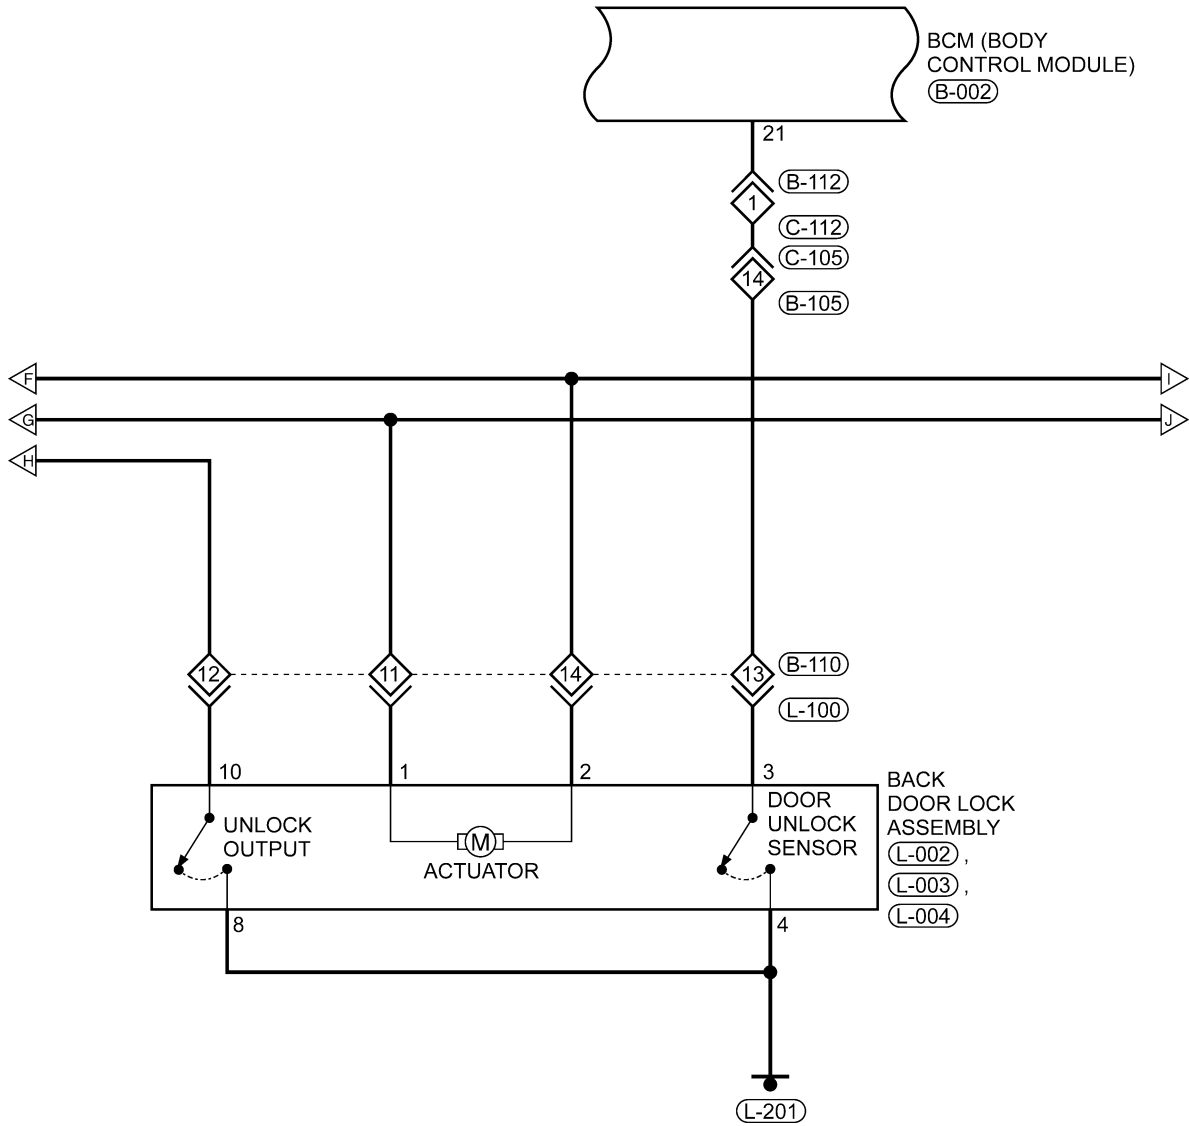 BCM (BODY
CONTROL MODULE)
B-002
21
B-112
1
C-112
C-105
14
B-105
F
I
G
J
H
12
11
14
13
B-110
L-100
10
1
2
3
BACK
DOOR LOCK
ASSEMBLY
L-002 ,
L-003 ,
L-004
UNLOCK
OUTPUT
M
ACTUATOR
DOOR
UNLOCK
SENSOR
8
4
L-201